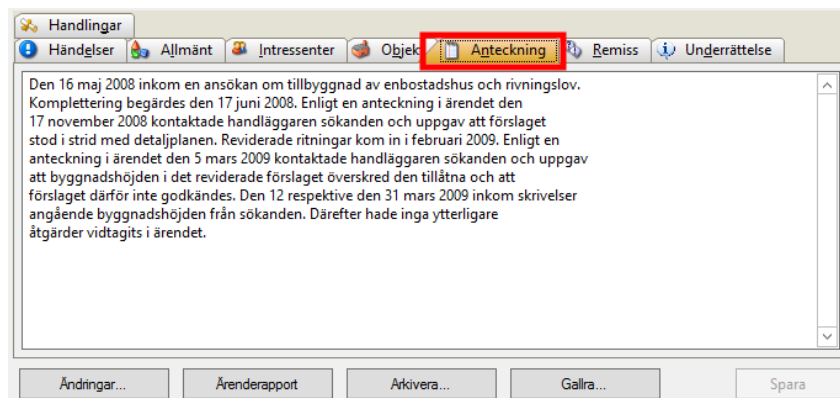 Handlingar
Händelser Allmänt Intressenter Objek Anteckning Remiss Underrättelse
Den 16 maj 2008 inkom en ansökan om tillbyggnad av enbostadshus och rivningslov.
Komplettering begärdes den 17 juni 2008. Enligt en anteckning i ärendet den
17 november 2008 kontaktade handläggaren sökanden och uppgav att förslaget
stod i strid med detaljplanen. Reviderade ritningar kom in i februari 2009. Enligt en
anteckning i ärendet den 5 mars 2009 kontaktade handläggaren sökanden och uppgav
att byggnadshöjden i det reviderade förslaget överskred den tillåtna och att
förslaget därför inte godkändes. Den 12 respektive den 31 mars 2009 inkom skrivelser
angående byggnadshöjden från sökanden. Därefter hade inga ytterligare
åtgärder vidtagits i ärendet.
Ändringar... Ärenderapport Arkivera... Gallra... Spara